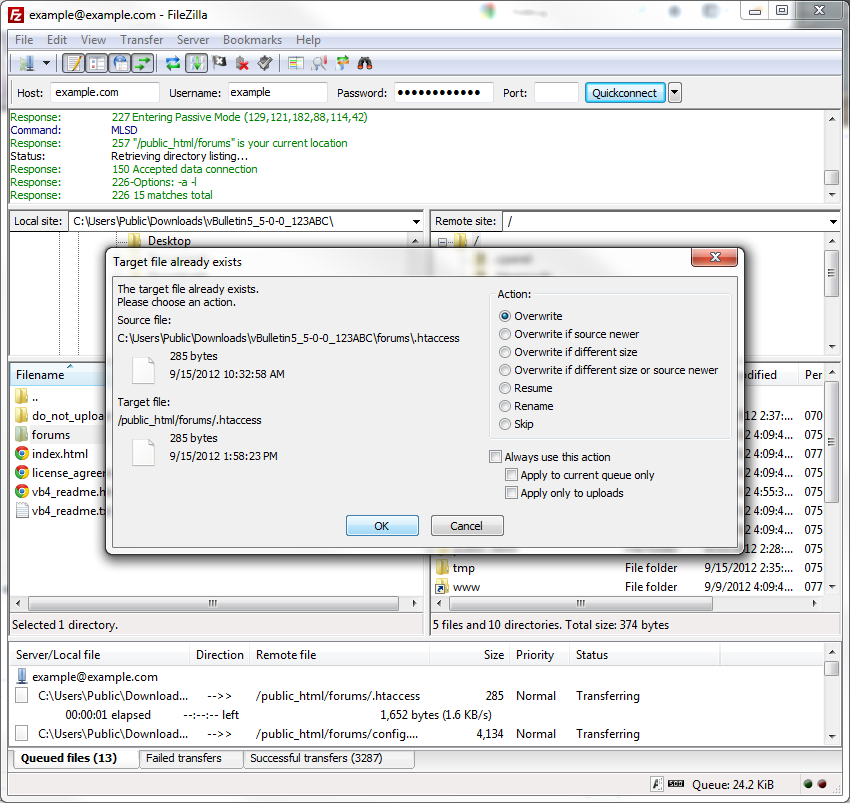 example@example.com - FileZilla
File Edit View Transfer Server Bookmarks Help
Host: example.com Username: example Password: ●●●●●●●●●●●● Port: Quickconnect
Response: 227 Entering Passive Mode (129,121,182,88,114,42)
Command: MLSD
Response: 257 "/public_html/forums" is your current location
Status: Retrieving directory listing...
Response: 150 Accepted data connection
Response: 226-Options: -a -l
Response: 226 15 matches total
Local site: C:\Users\Public\Downloads\vBulletin5_5-0-0_123ABC\
Remote site: /
Desktop
/
Target file already exists
The target file already exists.
Please choose an action.
Source file:
C:\Users\Public\Downloads\vBulletin5_5-0-0_123ABC\forums\.htaccess
285 bytes
9/15/2012 10:32:58 AM
Target file:
/public_html/forums/.htaccess
285 bytes
9/15/2012 1:58:23 PM
Action:
Overwrite
Overwrite if source newer
Overwrite if different size
Overwrite if different size or source newer
Resume
Rename
Skip
Always use this action
Apply to current queue only
Apply only to uploads
OK Cancel
Filename
..
do_not_uploa
forums
index.html
license_agreer
vb4_readme.h
vb4_readme.t
dified Per
12 2:37:... 070
12 4:09:4... 075
12 4:09:4... 075
12 4:09:4... 075
12 4:55:3... 075
12 4:09:4... 077
12 4:09:4... 075
12 2:28:... 075
tmp File folder 9/15/2012 2:35:... 075
www File folder 9/9/2012 4:09:4... 077
Selected 1 directory.
5 files and 10 directories. Total size: 374 bytes
Server/Local file Direction Remote file Size Priority Status
example@example.com
C:\Users\Public\Download... -->> /public_html/forums/.htaccess 285 Normal Transferring
00:00:01 elapsed --:--:-- left 1,652 bytes (1.6 KB/s)
C:\Users\Public\Download... -->> /public_html/forums/config.... 4,134 Normal Transferring
Queued files (13) Failed transfers Successful transfers (3287)
Queue: 24.2 KiB